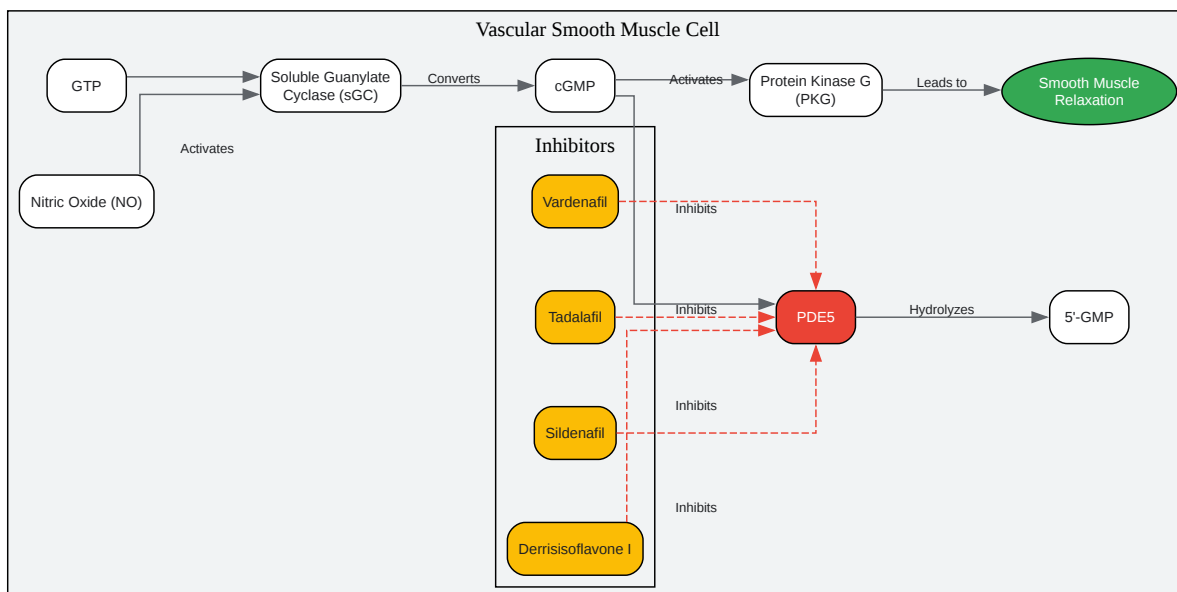 Vascular Smooth Muscle Cell
GTP
Soluble Guanylate
Cyclase (sGC)
Converts
cGMP
Activates
Protein Kinase G
(PKG)
Leads to
Smooth Muscle
Relaxation
Activates
Nitric Oxide (NO)
Inhibitors
Vardenafil
Inhibits
Tadalafil
Inhibits
PDE5
Hydrolyzes
5'-GMP
Sildenafil
Inhibits
Derrisisoflavone I
Inhibits